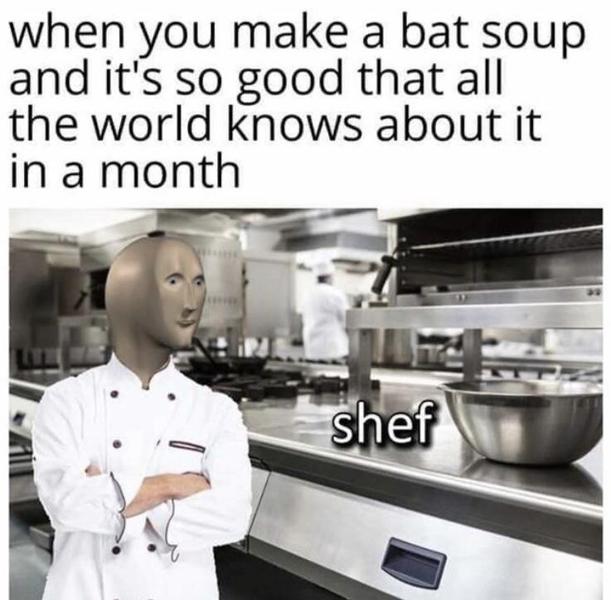 when you make a bat soup
and it's so good that all
the world knows about it
in a month
shef